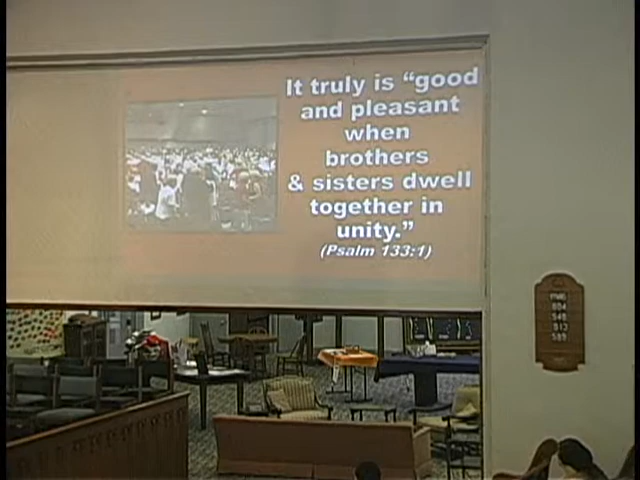 It truly is “good
and pleasant
when
brothers
& sisters dwell
together in
unity.”
(Psalm 133:1)